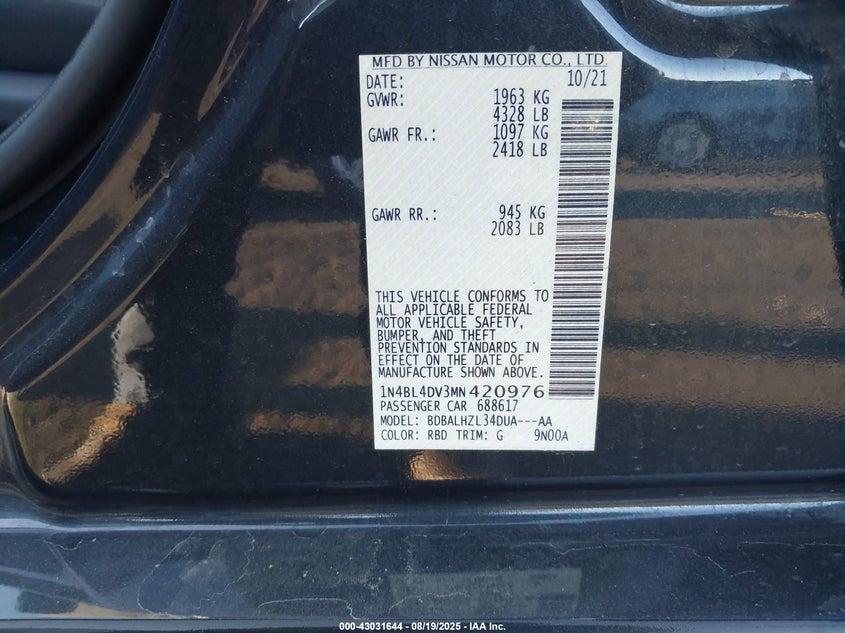 MFD BY NISSAN MOTOR CO., LTD.
DATE: 10/21
GVWR: 1963 KG
4328 LB
GAWR FR.: 1097 KG
2418 LB
GAWR RR.: 945 KG
2083 LB
THIS VEHICLE CONFORMS TO
ALL APPLICABLE FEDERAL
MOTOR VEHICLE SAFETY,
BUMPER, AND THEFT
PREVENTION STANDARDS IN
EFFECT ON THE DATE OF
MANUFACTURE SHOWN ABOVE.
1N4BL4DV3MN420976
PASSENGER CAR 688617
MODEL: BDBALHZL34DUA---AA
COLOR: RBD TRIM: G 9N00A
000-43031644 - 08/19/2025 - IAA Inc.